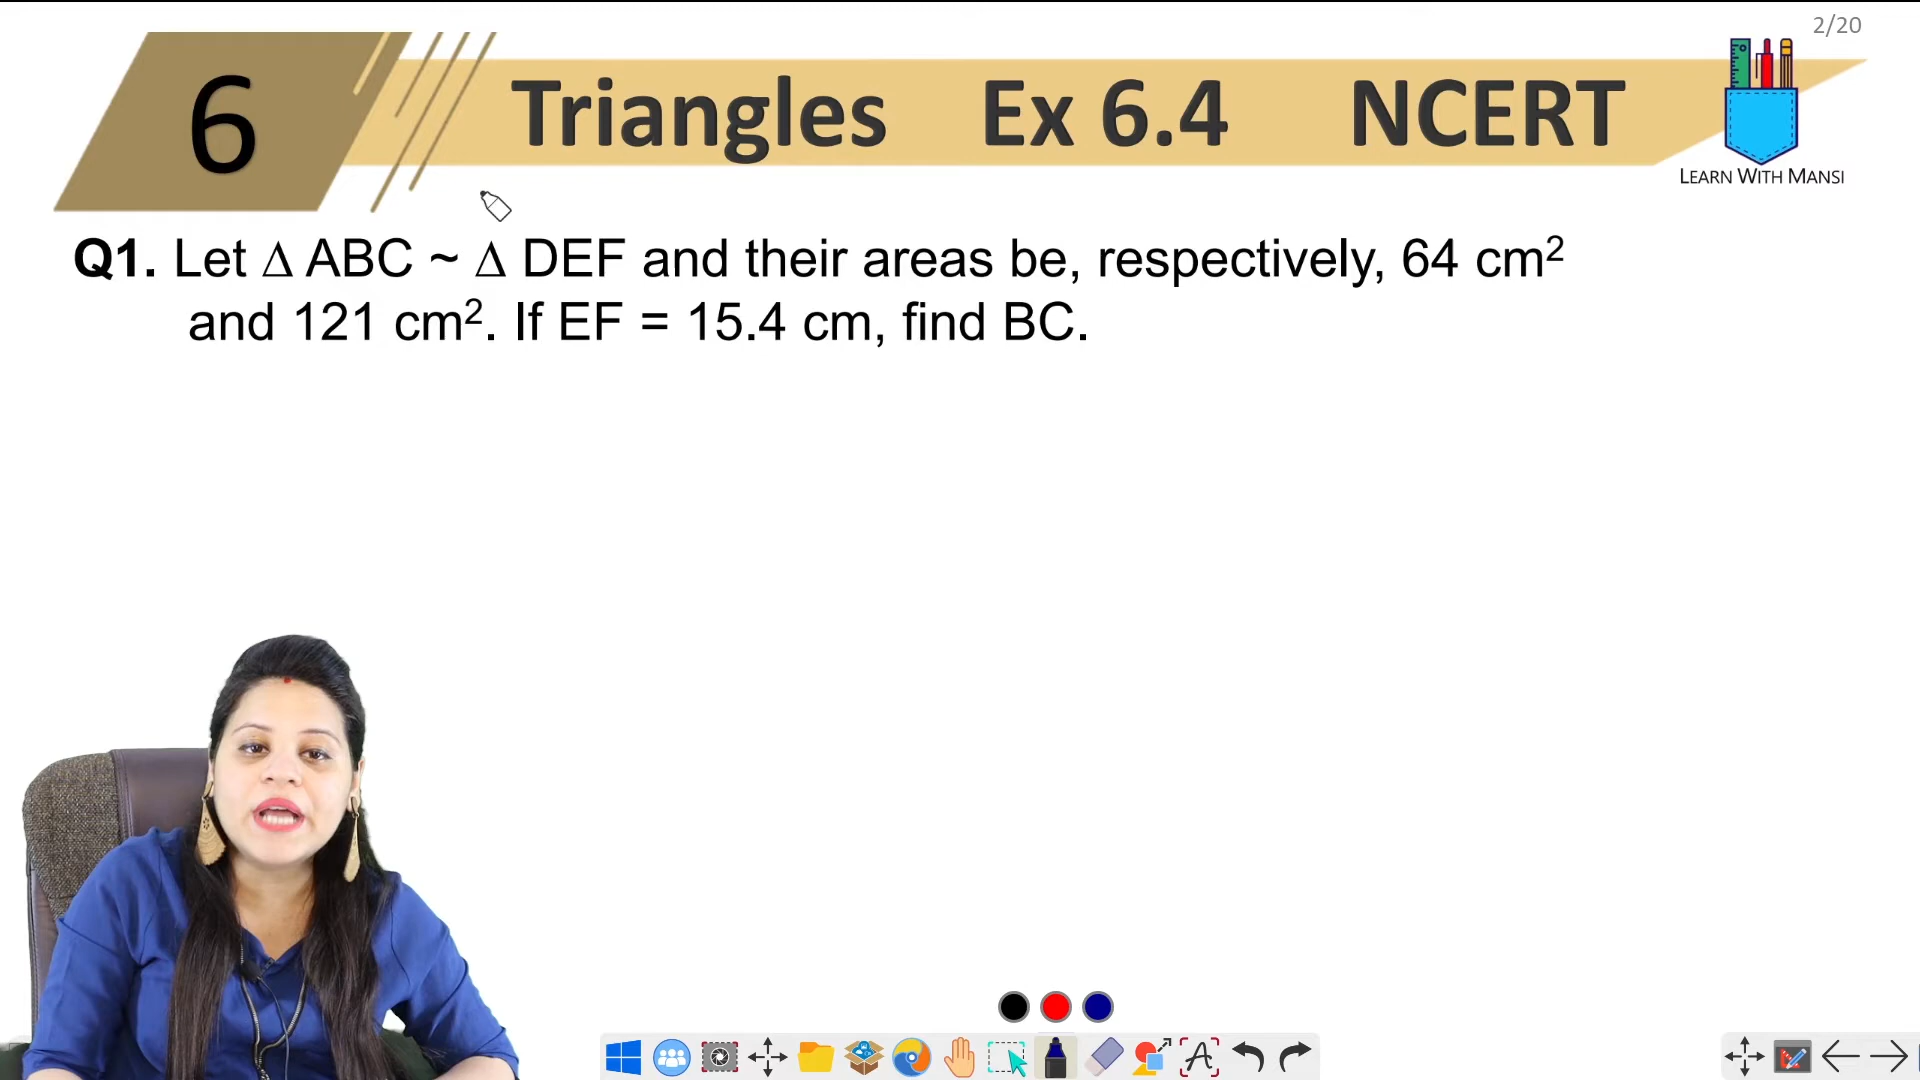 2/20
6 Triangles Ex 6.4 NCERT
LEARN WITH MANSI
Q1. Let Δ ABC ~ Δ DEF and their areas be, respectively, 64 cm²
and 121 cm². If EF = 15.4 cm, find BC.